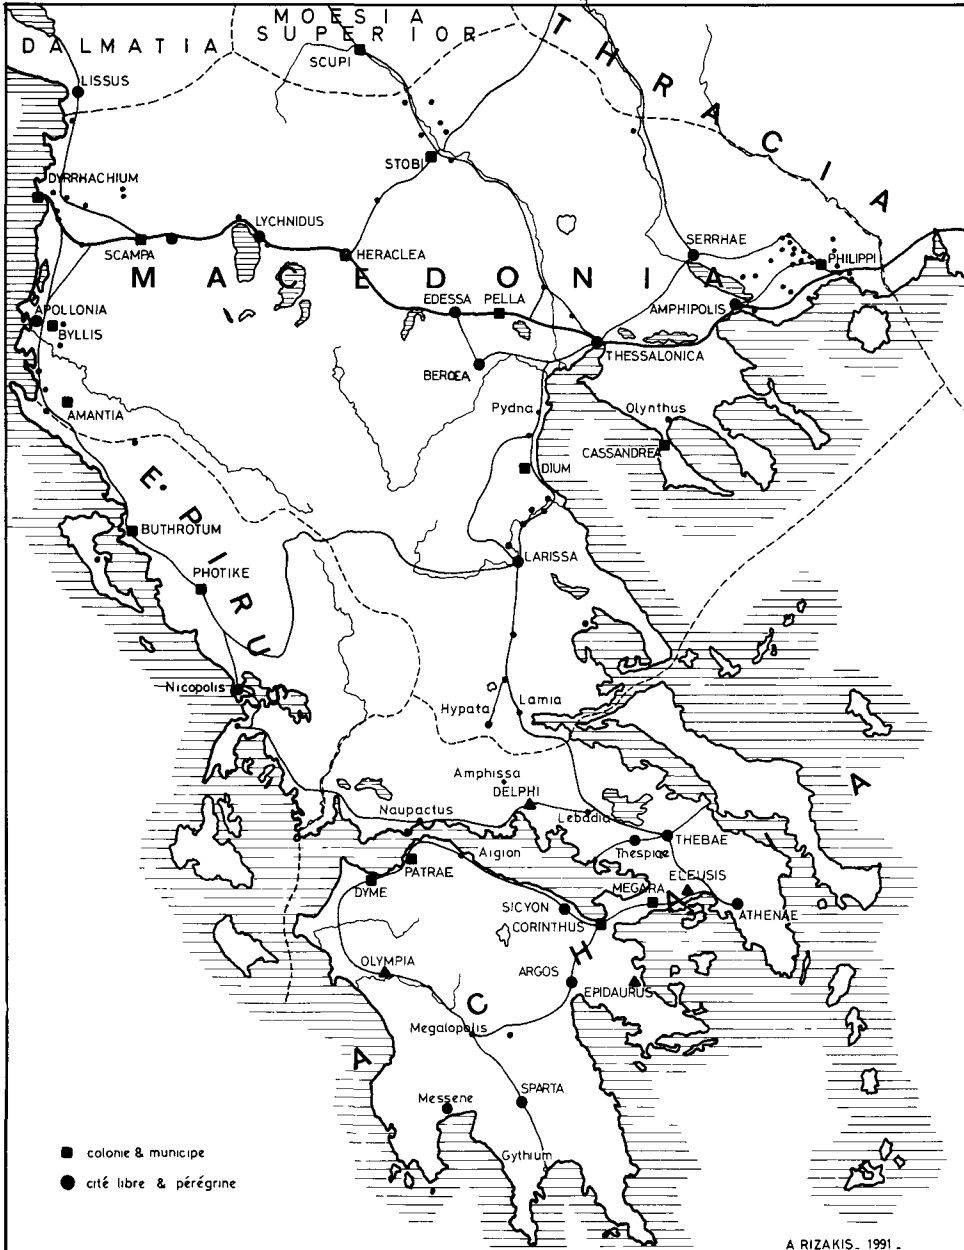 MOESIA
SUPERIOR
DALMATIA
THRACIA
SCUPI
LISSUS
STOBI
DYRRHACHIUM
LYCHNIDUS
SCAMPA
HERACLEA
SERRHAE
PHILIPPI
MACEDONIA
EDESSA
PELLA
AMPHIPOLIS
APOLLONIA
BYLLIS
THESSALONICA
BEROEA
Pydna
Olynthus
AMANTIA
CASSANDREA
DIUM
EPIRU
BUTHROTUM
LARISSA
PHOTIKE
Nicopolis
Hypata
Lamia
Amphissa
DELPHI
Naupactus
Lebadia
THEBAE
Thespiae
Aigion
PATRAE
DYME
ELEUSIS
MEGARA
SICYON
CORINTHUS
ATHENAE
OLYMPIA
ARGOS
EPIDAURUS
ACHAA
Megalopolis
SPARTA
Messene
Gythium
colonie & municipe
cité libre & pérégrine
A RIZAKIS_ 1991_